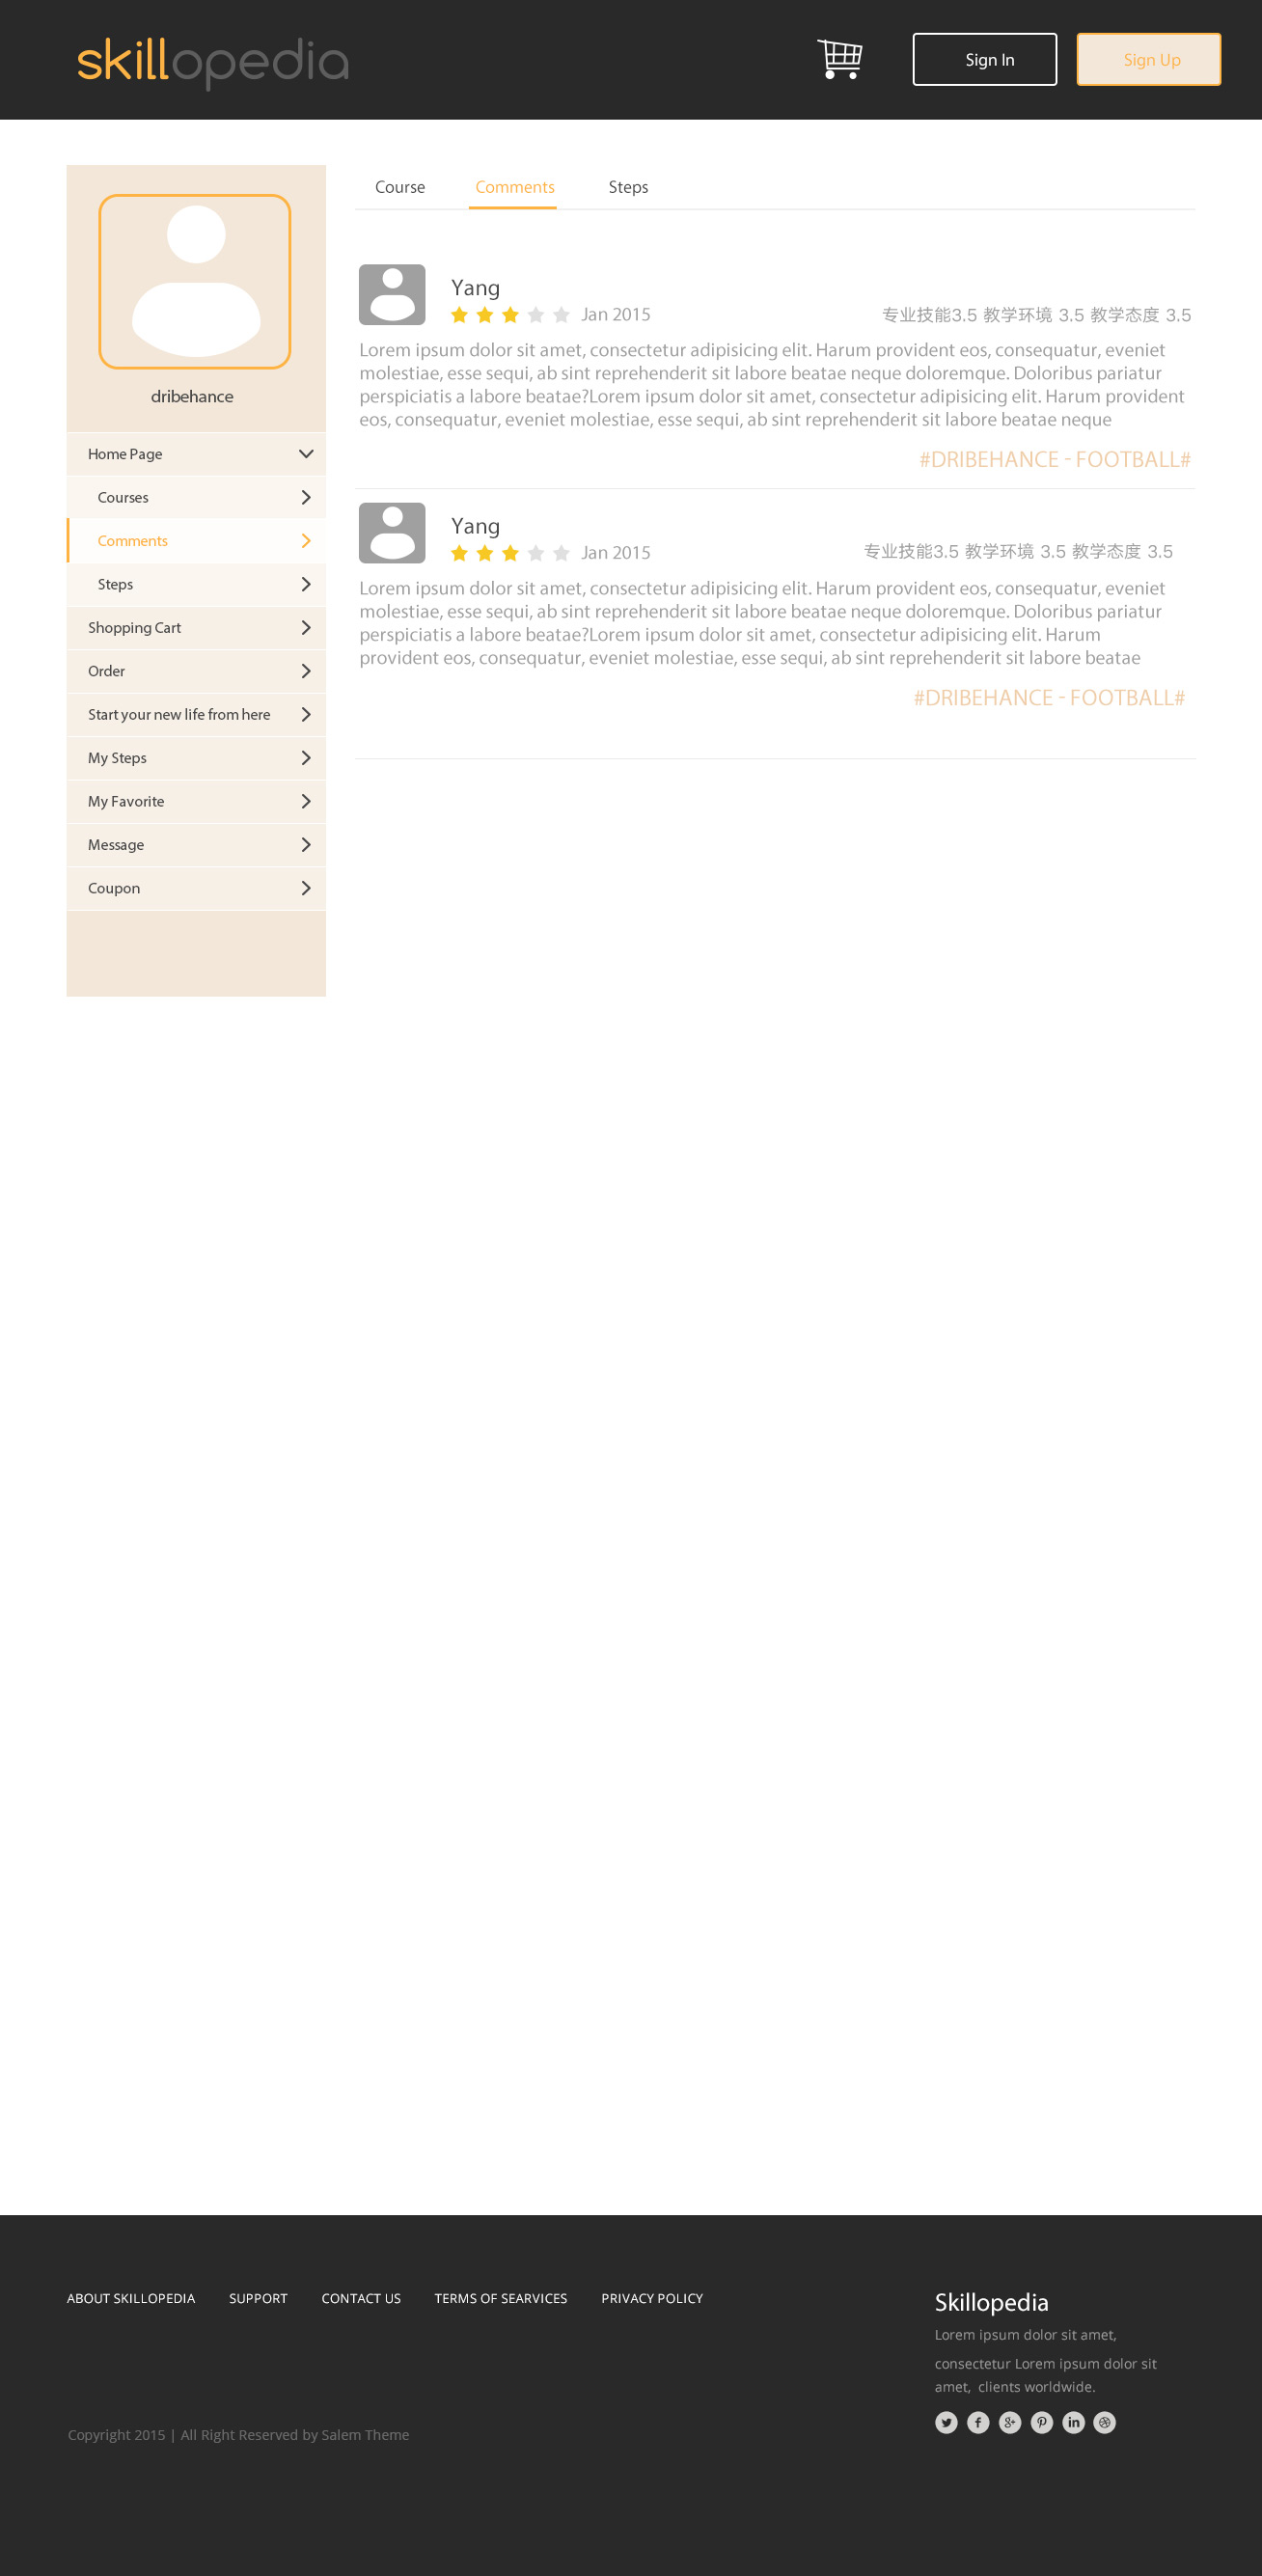 skillopedia
Sign In
Sign Up
dribehance
Home Page
Courses
Comments
Steps
Shopping Cart
Order
Start your new life from here
My Steps
My Favorite
Message
Coupon
Course
Comments
Steps
Yang
Jan 2015
专业技能3.5 教学环境 3.5 教学态度 3.5
Lorem ipsum dolor sit amet, consectetur adipisicing elit. Harum provident eos, consequatur, eveniet
molestiae, esse sequi, ab sint reprehenderit sit labore beatae neque doloremque. Doloribus pariatur
perspiciatis a labore beatae?Lorem ipsum dolor sit amet, consectetur adipisicing elit. Harum provident
eos, consequatur, eveniet molestiae, esse sequi, ab sint reprehenderit sit labore beatae neque
#DRIBEHANCE - FOOTBALL#
Yang
Jan 2015
专业技能3.5 教学环境 3.5 教学态度 3.5
Lorem ipsum dolor sit amet, consectetur adipisicing elit. Harum provident eos, consequatur, eveniet
molestiae, esse sequi, ab sint reprehenderit sit labore beatae neque doloremque. Doloribus pariatur
perspiciatis a labore beatae?Lorem ipsum dolor sit amet, consectetur adipisicing elit. Harum
provident eos, consequatur, eveniet molestiae, esse sequi, ab sint reprehenderit sit labore beatae
#DRIBEHANCE - FOOTBALL#
ABOUT SKILLOPEDIA
SUPPORT
CONTACT US
TERMS OF SEARVICES
PRIVACY POLICY
Copyright 2015 | All Right Reserved by Salem Theme
Skillopedia
Lorem ipsum dolor sit amet,
consectetur Lorem ipsum dolor sit
amet, clients worldwide.